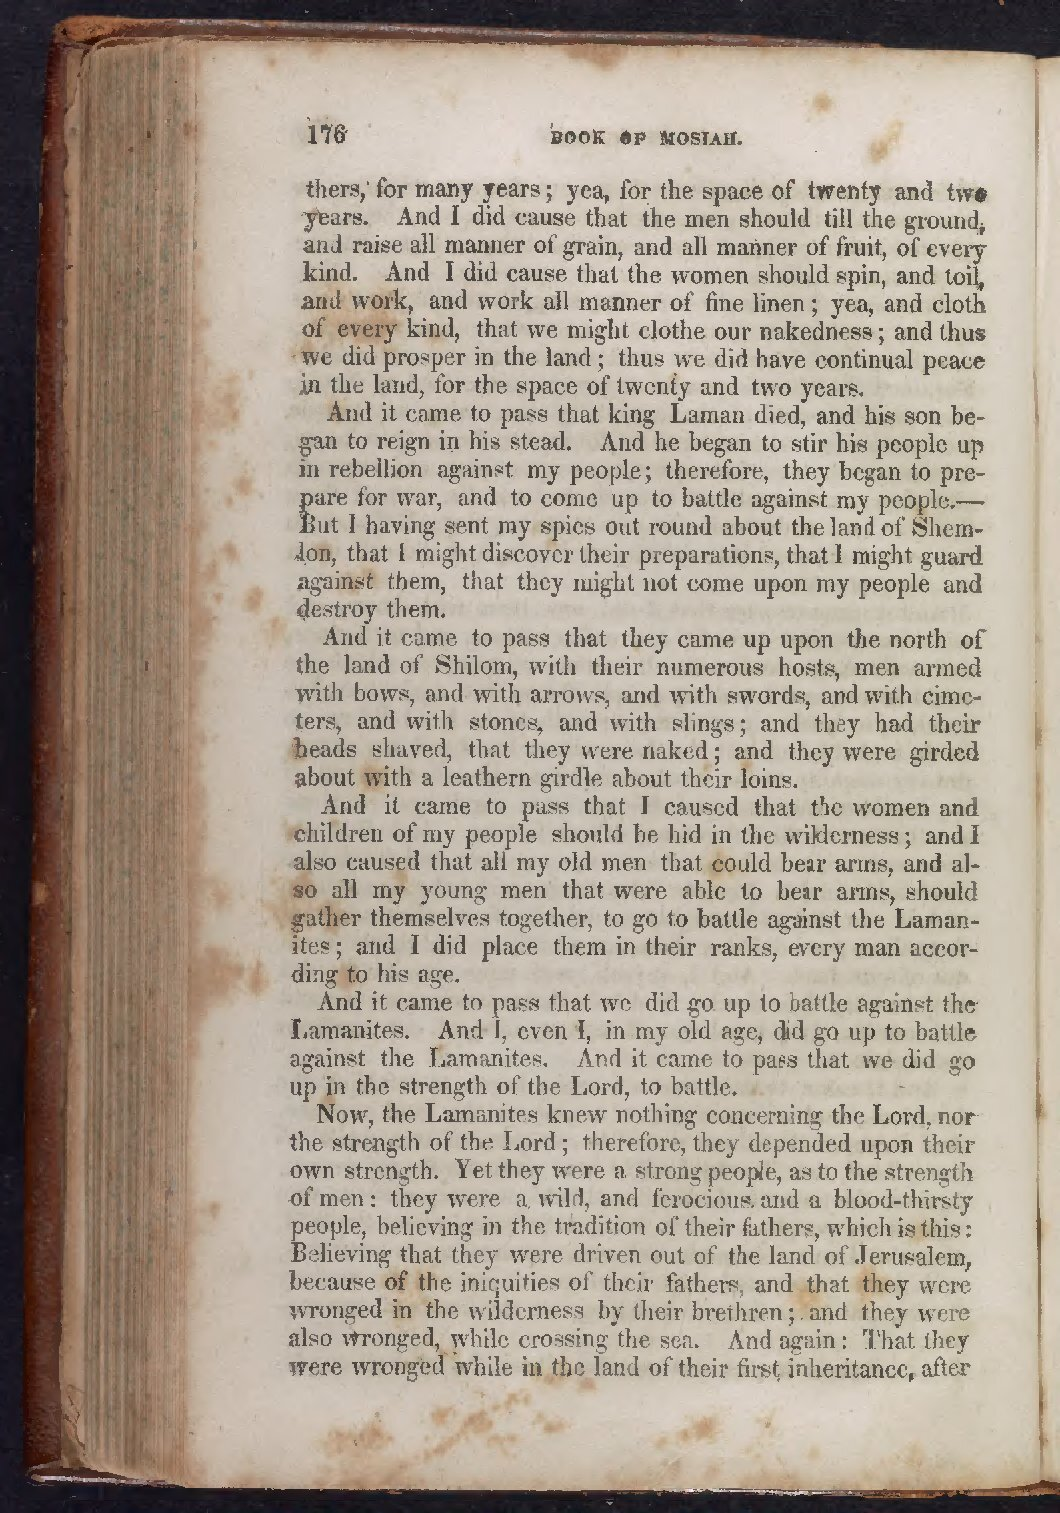 176 BOOK OF MOSIAH.
thers, for many years; yea, for the space of twenty and two
years. And I did cause that the men should till the ground,
and raise all manner of grain, and all manner of fruit, of every
kind. And I did cause that the women should spin, and toil,
and work, and work all manner of fine linen; yea, and cloth
of every kind, that we might clothe our nakedness; and thus
we did prosper in the land; thus we did have continual peace
in the land, for the space of twenty and two years.
And it came to pass that king Laman died, and his son be-
gan to reign in his stead. And he began to stir his people up
in rebellion against my people; therefore, they began to pre-
pare for war, and to come up to battle against my people.—
But I having sent my spies out round about the land of Shem-
lon, that I might discover their preparations, that I might guard
against them, that they might not come upon my people and
destroy them.
And it came to pass that they came up upon the north of
the land of Shilom, with their numerous hosts, men armed
with bows, and with arrows, and with swords, and with cime-
ters, and with stones, and with slings; and they had their
heads shaved, that they were naked; and they were girded
about with a leathern girdle about their loins.
And it came to pass that I caused that the women and
children of my people should be hid in the wilderness; and I
also caused that all my old men that could bear arms, and al-
so all my young men that were able to bear arms, should
gather themselves together, to go to battle against the Laman-
ites; and I did place them in their ranks, every man accor-
ding to his age.
And it came to pass that we did go up to battle against the
Lamanites. And I, even I, in my old age, did go up to battle
against the Lamanites. And it came to pass that we did go
up in the strength of the Lord, to battle.
Now, the Lamanites knew nothing concerning the Lord, nor
the strength of the Lord; therefore, they depended upon their
own strength. Yet they were a strong people, as to the strength
of men: they were a wild, and ferocious, and a blood-thirsty
people, believing in the tradition of their fathers, which is this:
Believing that they were driven out of the land of Jerusalem,
because of the iniquities of their fathers, and that they were
wronged in the wilderness by their brethren; and they were
also wronged, while crossing the sea. And again: That they
were wronged while in the land of their first inheritance, after